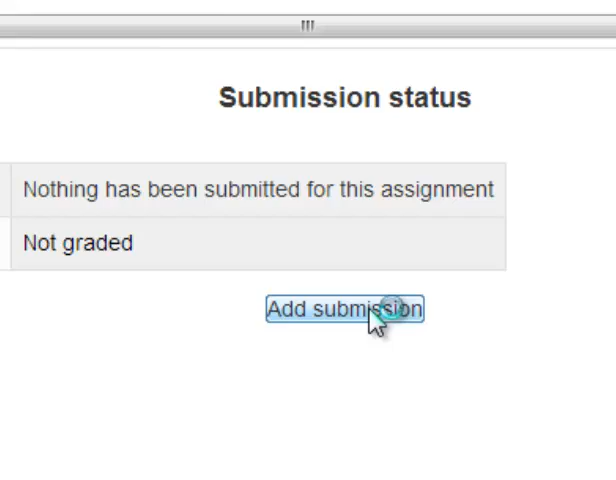 Submission status
Nothing has been submitted for this assignment
Not graded
Add submission